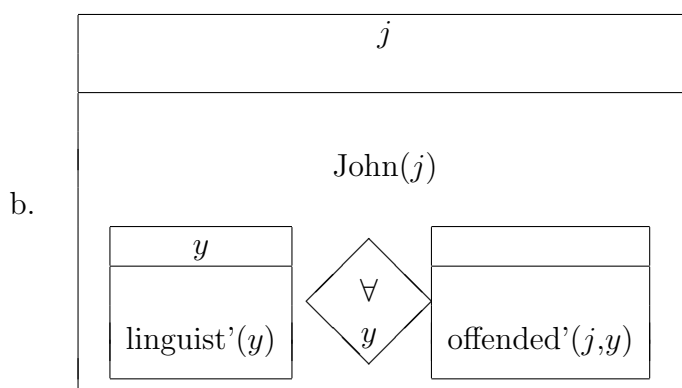 j
John(j)
b.
y
∀
y
linguist’(y)
offended’(j,y)